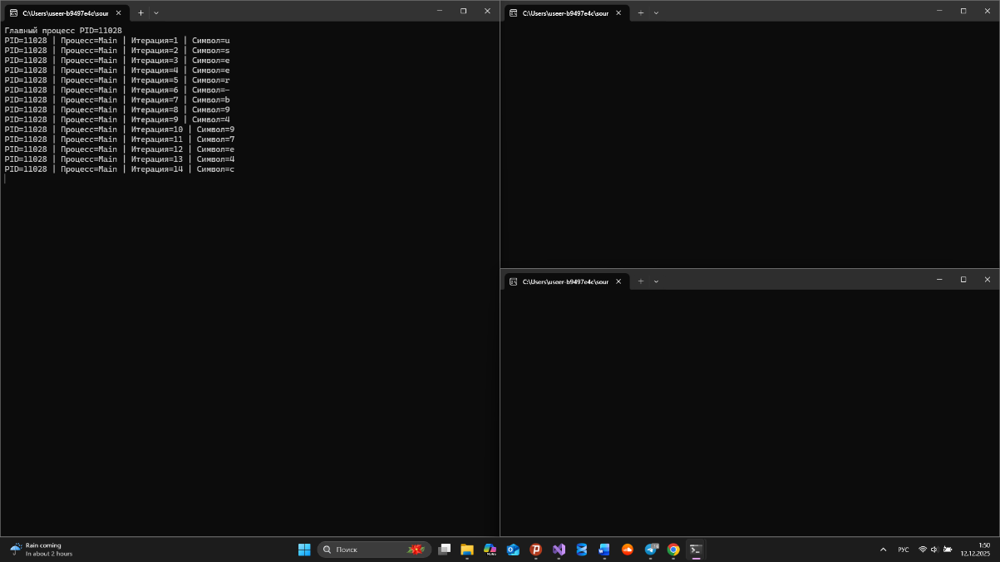 C:\Users\useer-b9497e4c\sour
Главный процесс PID=11028
PID=11028 | Процесс=Main | Итерация=1 | Символ=u
PID=11028 | Процесс=Main | Итерация=2 | Символ=s
PID=11028 | Процесс=Main | Итерация=3 | Символ=e
PID=11028 | Процесс=Main | Итерация=4 | Символ=e
PID=11028 | Процесс=Main | Итерация=5 | Символ=r
PID=11028 | Процесс=Main | Итерация=6 | Символ=-
PID=11028 | Процесс=Main | Итерация=7 | Символ=b
PID=11028 | Процесс=Main | Итерация=8 | Символ=9
PID=11028 | Процесс=Main | Итерация=9 | Символ=4
PID=11028 | Процесс=Main | Итерация=10 | Символ=9
PID=11028 | Процесс=Main | Итерация=11 | Символ=7
PID=11028 | Процесс=Main | Итерация=12 | Символ=e
PID=11028 | Процесс=Main | Итерация=13 | Символ=4
PID=11028 | Процесс=Main | Итерация=14 | Символ=c
C:\Users\useer-b9497e4c\sour
C:\Users\useer-b9497e4c\sour
Rain coming
In about 2 hours
Поиск
РУС
1:50
12.12.2025